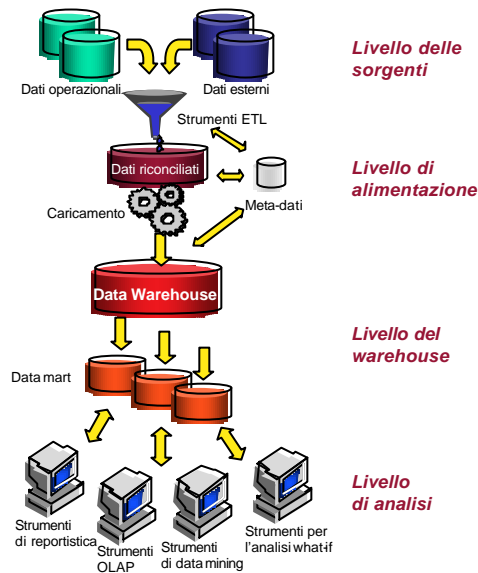 Livello delle
sorgenti
Dati operazionali
Dati esterni
Strumenti ETL
Dati riconciliati
Livello di
alimentazione
Meta-dati
Caricamento
Data Warehouse
Livello del
warehouse
Data mart
Livello
di analisi
Strumenti
di reportistica
Strumenti
OLAP
Strumenti
di data mining
Strumenti per
l'analisi what-if